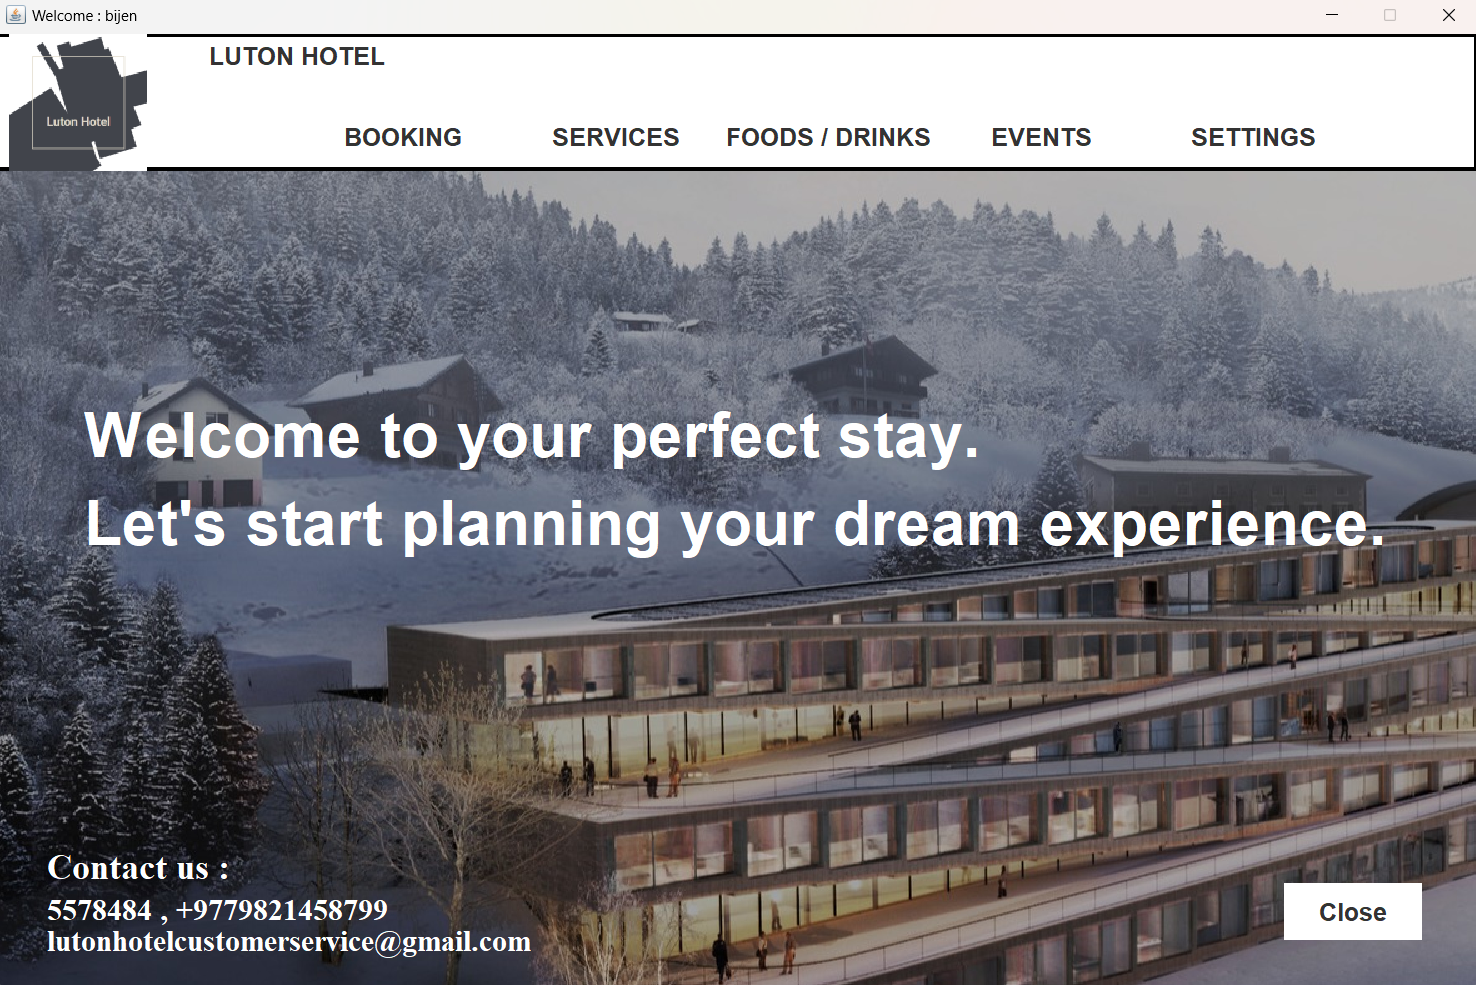 Welcome : bijen
LUTON HOTEL
Luton Hotel
BOOKING SERVICES FOODS / DRINKS EVENTS SETTINGS
Welcome to your perfect stay.
Let's start planning your dream experience.
Contact us :
5578484 , +9779821458799
lutonhotelcustomerservice@gmail.com
Close